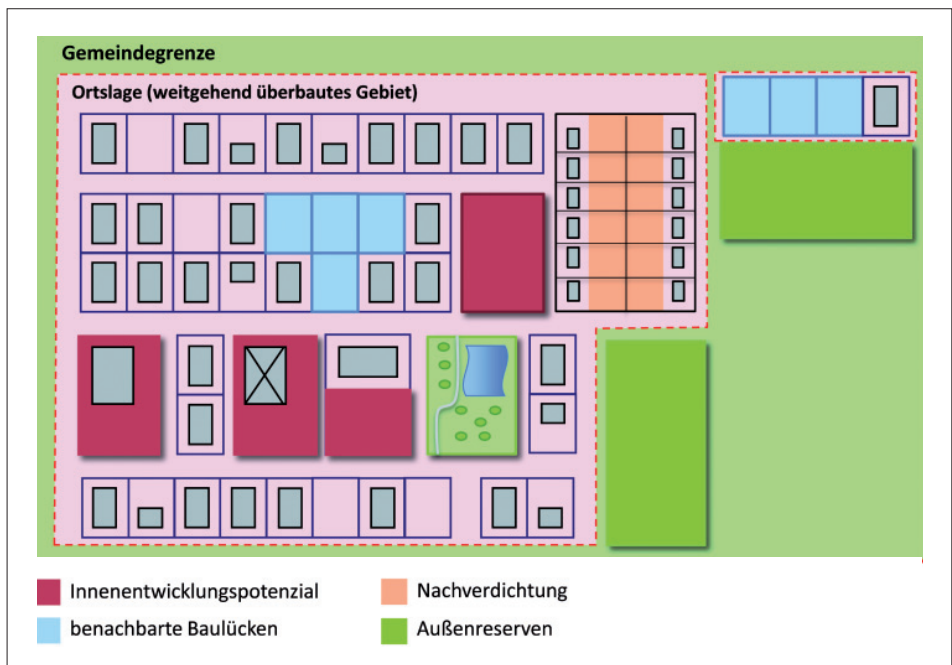 Gemeindegrenze
Ortslage (weitgehend überbautes Gebiet)
Innenentwicklungspotenzial
Nachverdichtung
benachbarte Baulücken
Außenreserven